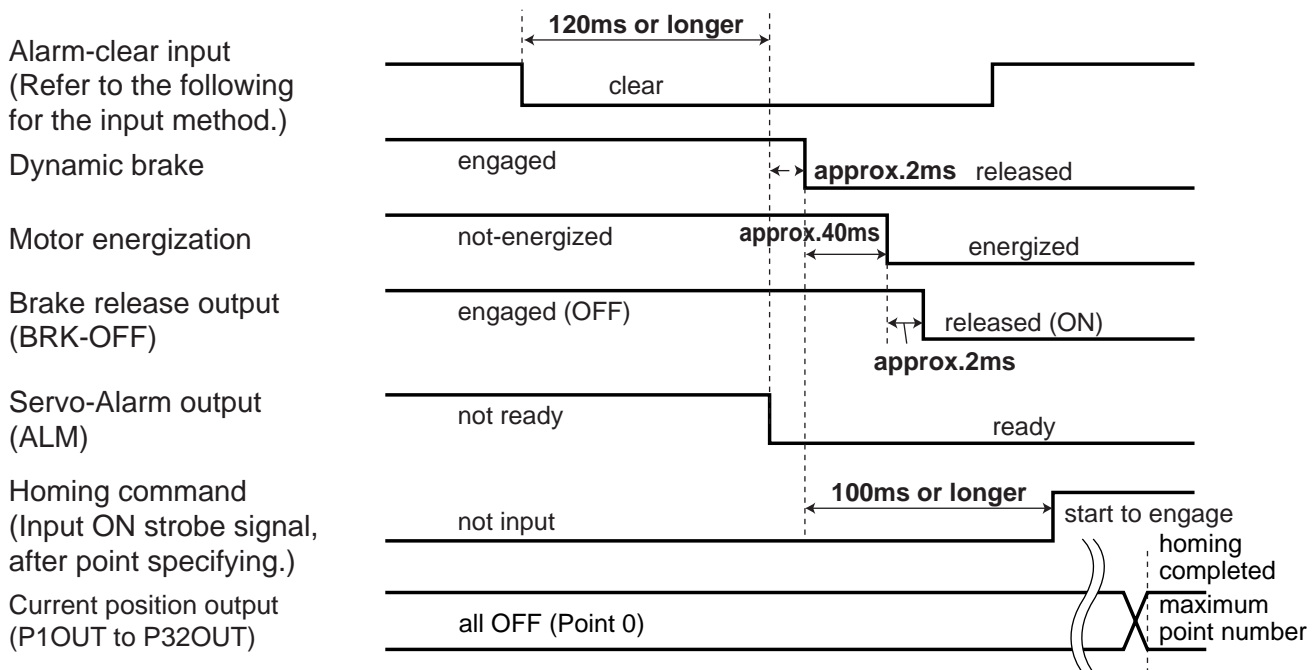 120ms or longer
Alarm-clear input
(Refer to the following
for the input method.)
clear
Dynamic brake
engaged
approx.2ms
released
Motor energization
not-energized
approx.40ms
energized
Brake release output
(BRK-OFF)
engaged (OFF)
released (ON)
approx.2ms
Servo-Alarm output
(ALM)
not ready
ready
Homing command
(Input ON strobe signal,
after point specifying.)
not input
100ms or longer
start to engage
homing
completed
Current position output
(P1OUT to P32OUT)
all OFF (Point 0)
maximum
point number